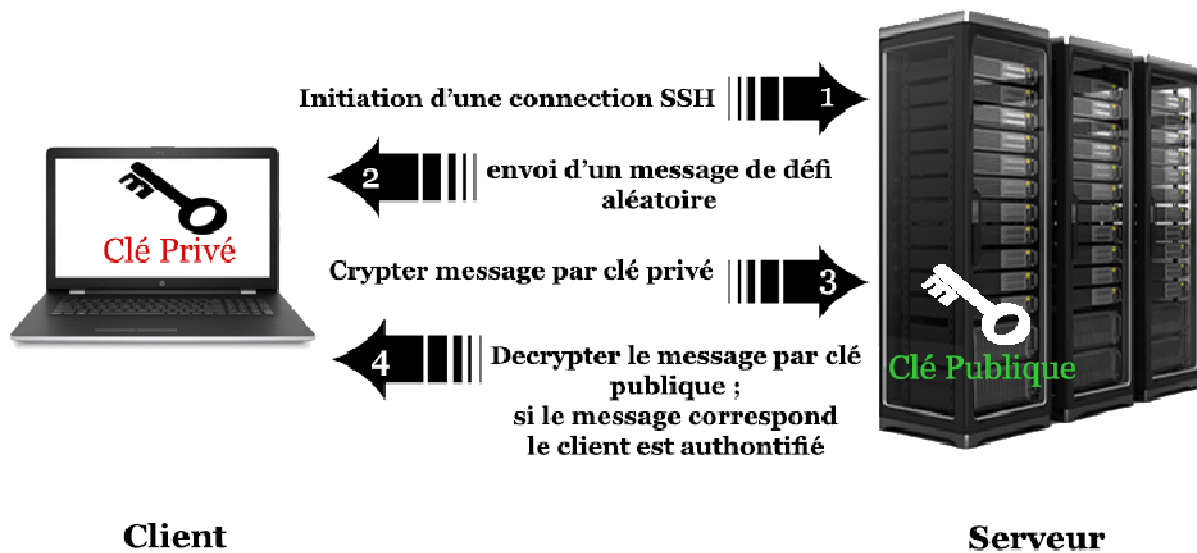 Initiation d'une connection SSH
1
2
envoi d'un message de défi
aléatoire
Clé Privé
Crypter message par clé privé
3
4
Decrypter le message par clé
publique ;
si le message correspond
le client est authontifié
Clé Publique
Client
Serveur